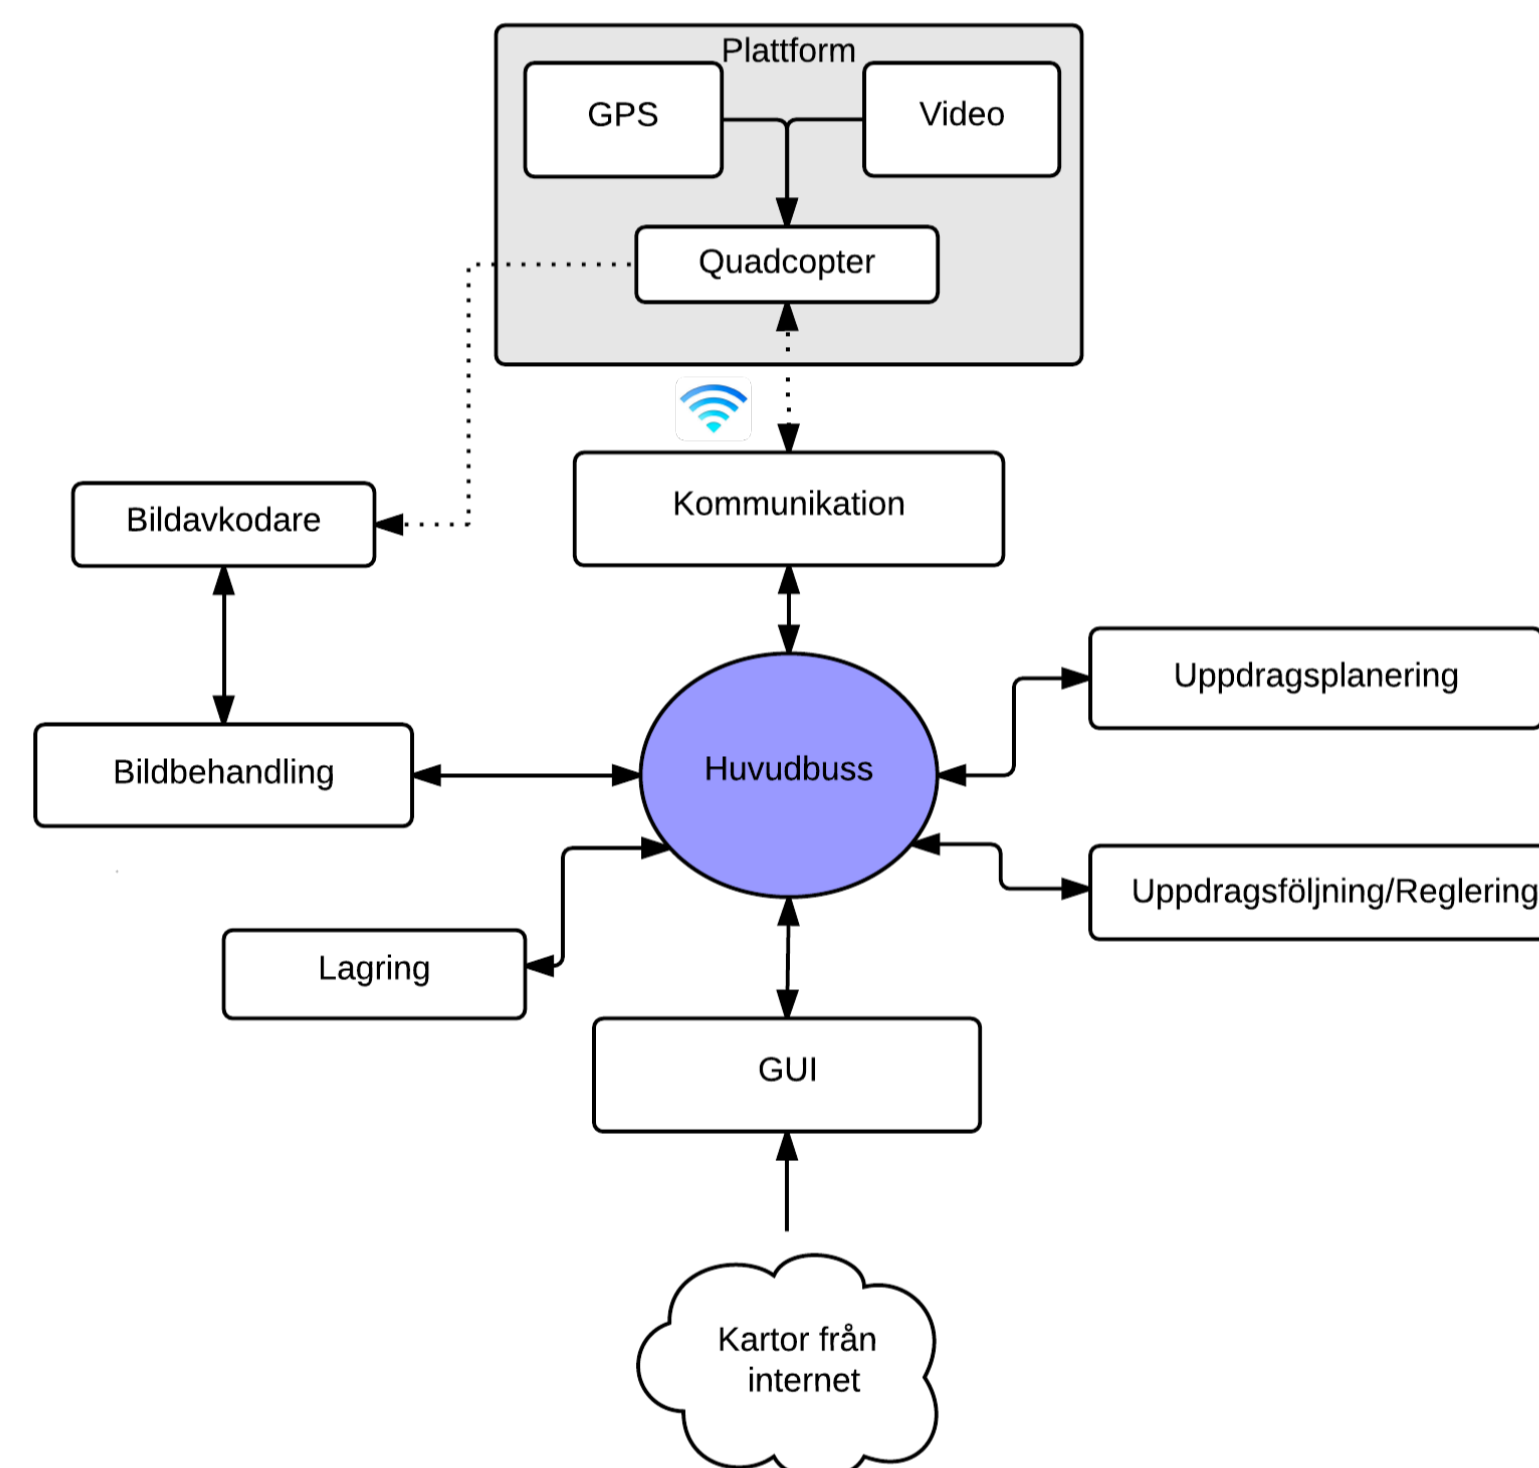 Plattform
GPS
Video
Quadcopter
Kommunikation
Bildavkodare
Uppdragsplanering
Huvudbuss
Bildbehandling
Uppdragsföljning/Reglering
Lagring
GUI
Kartor från
internet